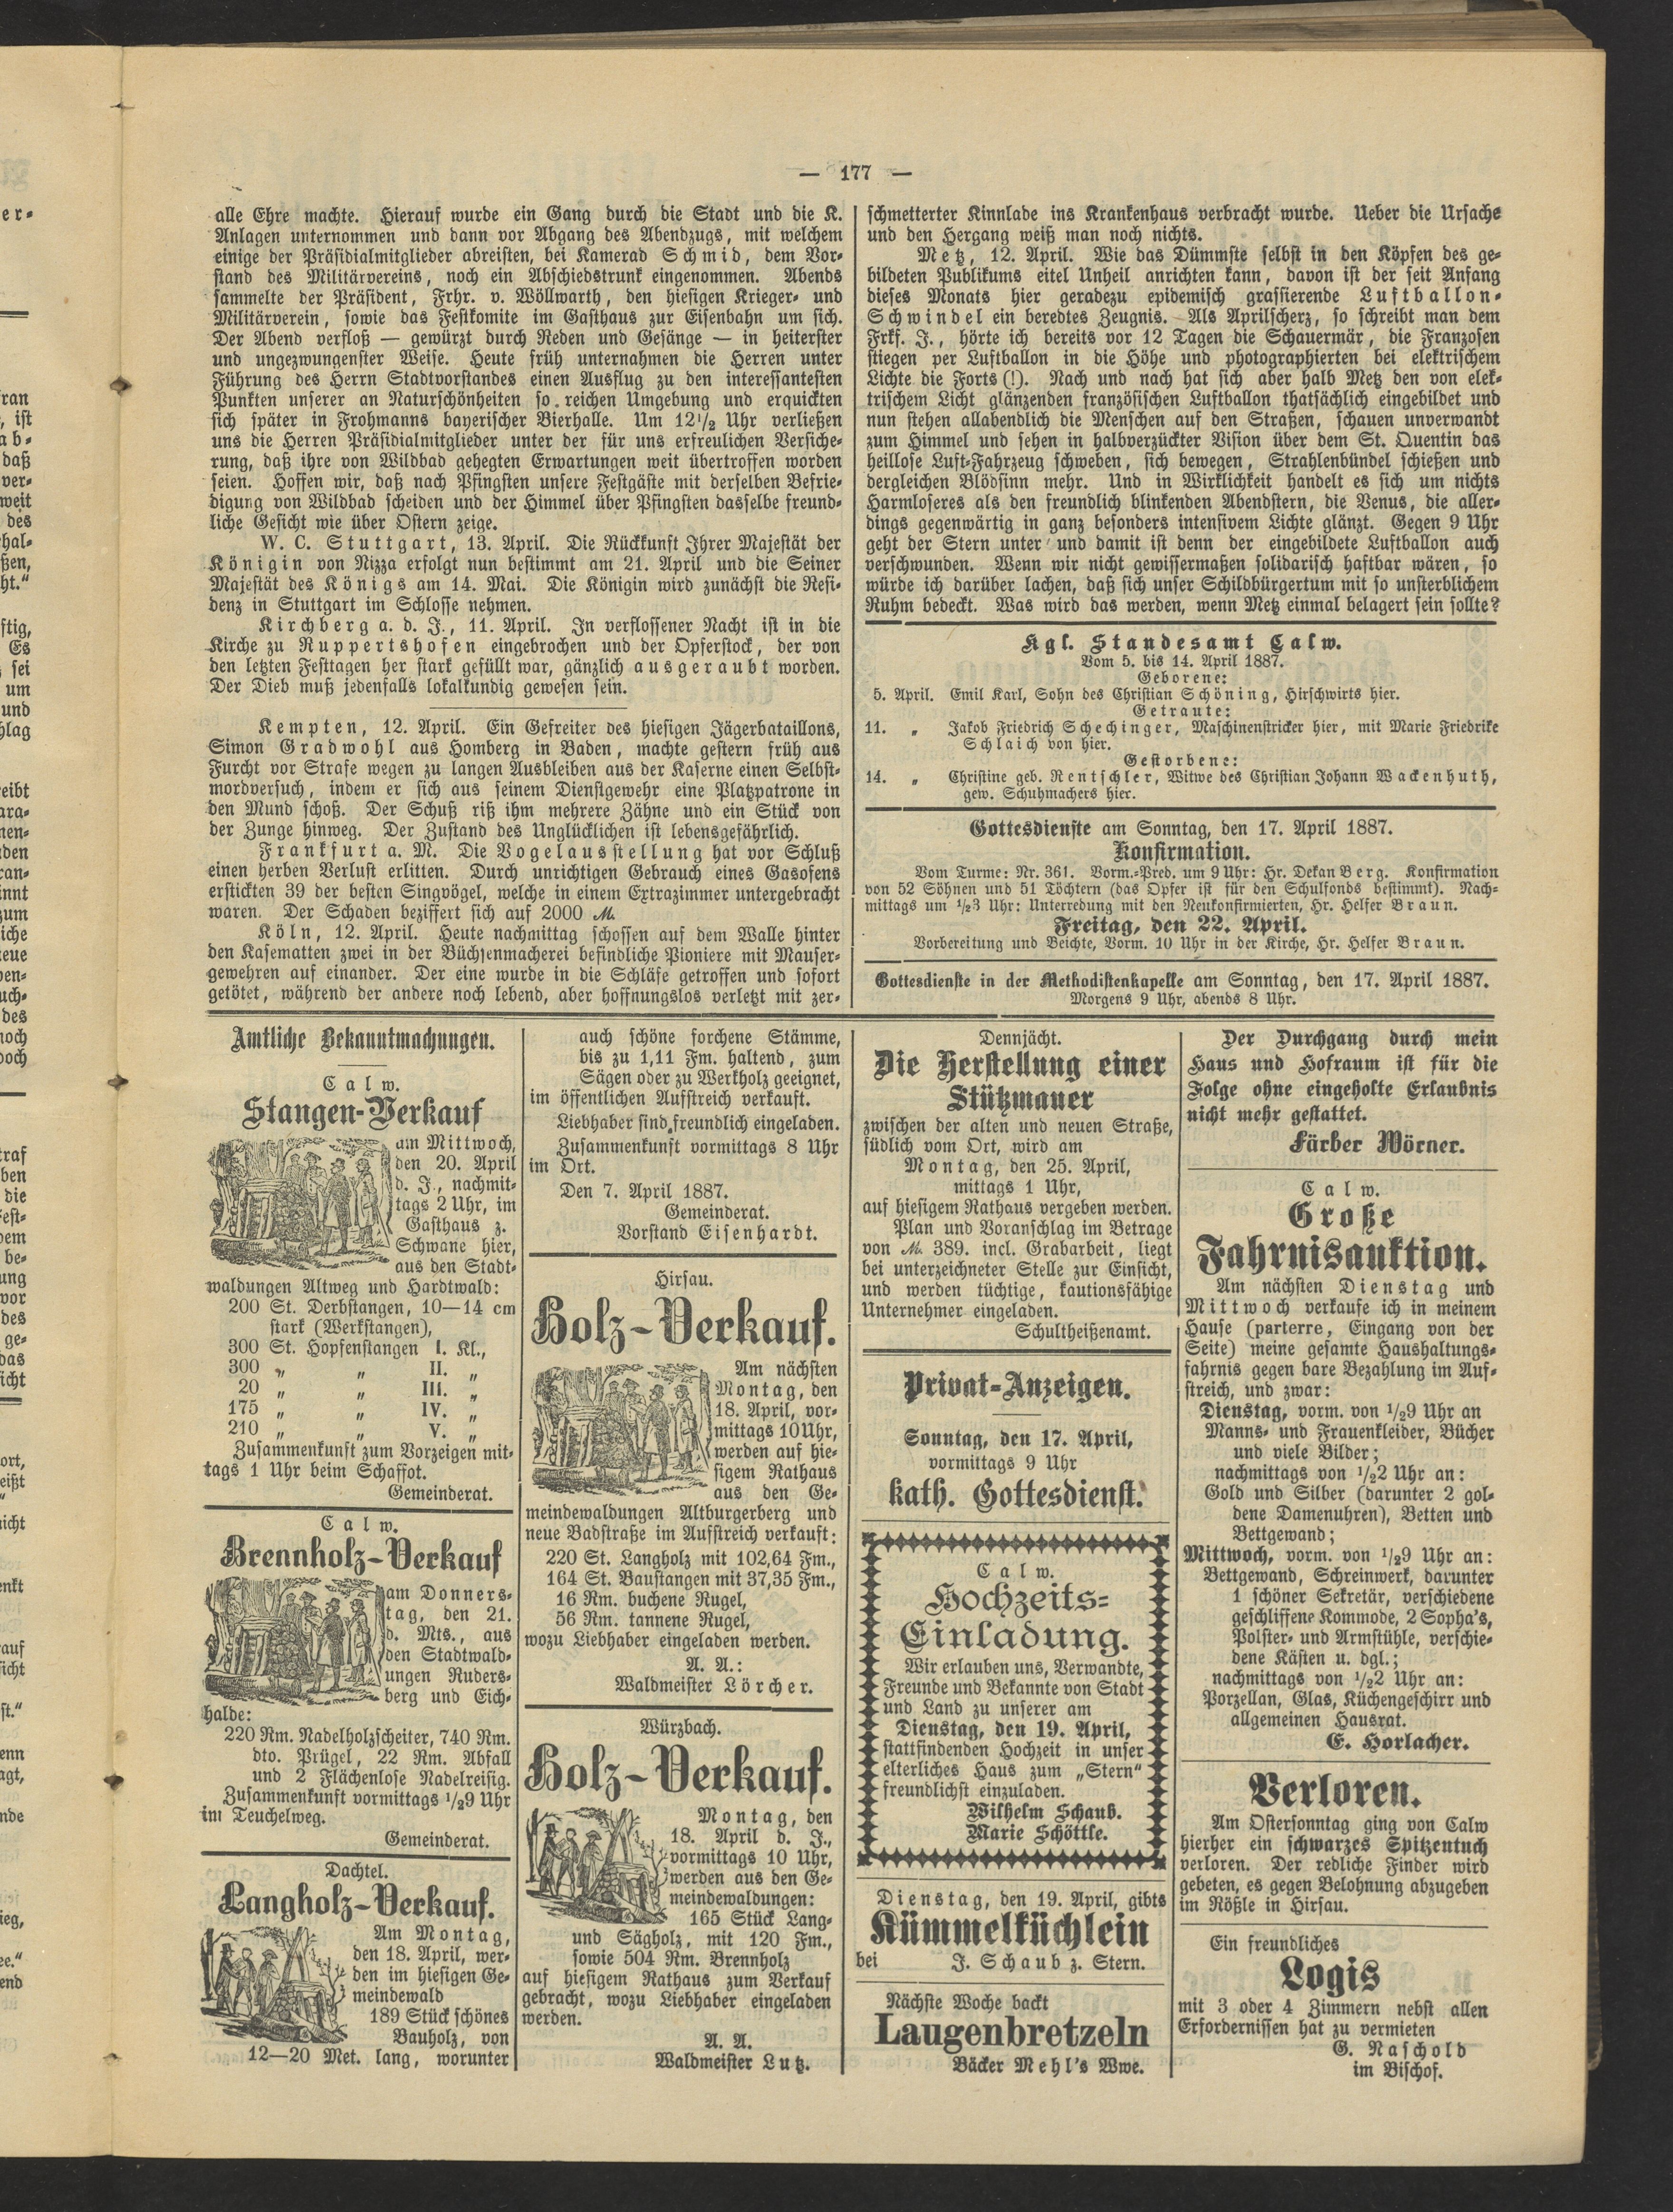 — 177 —
alle Ehre machte. Hierauf wurde ein Gang durch die Stadt und die K.
Anlagen unternommen und dann vor Abgang des Abendzugs, mit welchem
einige der Präsidialmitglieder abreisten, bei Kamerad Schmid, dem Vor-
stand des Militärvereins, noch ein Abschiedstrunk eingenommen. Abends
sammelte der Präsident, Frhr. v. Wöllwarth, den hiesigen Krieger- und
Militärverein, sowie das Festkomite im Gasthaus zur Eisenbahn um sich.
Der Abend verfloß — gewürzt durch Reden und Gesänge — in heiterster
und ungezwungenster Weise. Heute früh unternahmen die Herren unter
Führung des Herrn Stadtvorstandes einen Ausflug zu den interessantesten
Punkten unserer an Naturschönheiten so reichen Umgebung und erquickten
sich später in Frohmanns bayerischer Bierhalle. Um 12½ Uhr verließen
uns die Herren Präsidialmitglieder unter der für uns erfreulichen Versiche-
rung, daß ihre von Wildbad gehegten Erwartungen weit übertroffen worden
seien. Hoffen wir, daß nach Pfingsten unsere Festgäste mit derselben Befrie-
digung von Wildbad scheiden und der Himmel über Pfingsten dasselbe freund-
liche Gesicht wie über Ostern zeige.
W. C. Stuttgart, 13. April. Die Rückkunft Ihrer Majestät der
Königin von Nizza erfolgt nun bestimmt am 21. April und die Seiner
Majestät des Königs am 14. Mai. Die Königin wird zunächst die Resi-
denz in Stuttgart im Schlosse nehmen.
Kirchberg a. d. J., 11. April. In verflossener Nacht ist in die
Kirche zu Ruppertshofen eingebrochen und der Opferstock, der von
den letzten Festtagen her stark gefüllt war, gänzlich ausgeraubt worden.
Der Dieb muß jedenfalls lokalkundig gewesen sein.
Kempten, 12. April. Ein Gefreiter des hiesigen Jägerbataillons,
Simon Gradwohl aus Homberg in Baden, machte gestern früh aus
Furcht vor Strafe wegen zu langen Ausbleiben aus der Kaserne einen Selbst-
mordversuch, indem er sich aus seinem Dienstgewehr eine Platzpatrone in
den Mund schoß. Der Schuß riß ihm mehrere Zähne und ein Stück von
der Zunge hinweg. Der Zustand des Unglücklichen ist lebensgefährlich.
Frankfurt a. M. Die Vogelausstellung hat vor Schluß
einen herben Verlust erlitten. Durch unrichtigen Gebrauch eines Gasofens
erstickten 39 der besten Singvögel, welche in einem Extrazimmer untergebracht
waren. Der Schaden beziffert sich auf 2000 M.
Köln, 12. April. Heute nachmittag schossen auf dem Walle hinter
den Kasematten zwei in der Büchsenmacherei befindliche Pioniere mit Mauser-
gewehren auf einander. Der eine wurde in die Schläfe getroffen und sofort
getötet, während der andere noch lebend, aber hoffnungslos verletzt mit zer-
schmetterter Kinnlade ins Krankenhaus verbracht wurde. Ueber die Ursache
und den Hergang weiß man noch nichts.
Metz, 12. April. Wie das Dümmste selbst in den Köpfen des ge-
bildeten Publikums eitel Unheil anrichten kann, davon ist der seit Anfang
dieses Monats hier geradezu epidemisch grassierende Luftballon-
Schwindel ein beredtes Zeugnis. Als Aprilscherz, so schreibt man dem
Frkf. J., hörte ich bereits vor 12 Tagen die Schauermär, die Franzosen
stiegen per Luftballon in die Höhe und photographierten bei elektrischem
Lichte die Forts (!). Nach und nach hat sich aber halb Metz den von elek-
trischem Licht glänzenden französischen Luftballon thatsächlich eingebildet und
nun stehen allabendlich die Menschen auf den Straßen, schauen unverwandt
zum Himmel und sehen in halbverzückter Vision über dem St. Quentin das
heillose Luft-Fahrzeug schweben, sich bewegen, Strahlenbündel schießen und
dergleichen Blödsinn mehr. Und in Wirklichkeit handelt es sich um nichts
Harmloseres als den freundlich blinkenden Abendstern, die Venus, die aller-
dings gegenwärtig in ganz besonders intensivem Lichte glänzt. Gegen 9 Uhr
geht der Stern unter und damit ist denn der eingebildete Luftballon auch
verschwunden. Wenn wir nicht gewissermaßen solidarisch haftbar wären, so
würde ich darüber lachen, daß sich unser Schildbürgertum mit so unsterblichem
Ruhm bedeckt. Was wird das werden, wenn Metz einmal belagert sein sollte?
Kgl. Standesamt Calw.
Vom 5. bis 14. April 1887.
Geborene:
5. April. Emil Karl, Sohn des Christian Schöning, Hirschwirts hier.
Getraute:
11. „ Jakob Friedrich Schechinger, Maschinenstricker hier, mit Marie Friedrike
Schlaich von hier.
Gestorbene:
14. „ Christine geb. Rentschler, Witwe des Christian Johann Wackenhuth,
gew. Schuhmachers hier.
Gottesdienste am Sonntag, den 17. April 1887.
Konfirmation.
Vom Turme: Nr. 361. Vorm.-Pred. um 9 Uhr: Hr. Dekan Berg. Konfirmation
von 52 Söhnen und 51 Töchtern (das Opfer ist für den Schulfonds bestimmt). Nach-
mittags um ½3 Uhr: Unterredung mit den Neukonfirmierten, Hr. Helfer Braun.
Freitag, den 22. April.
Vorbereitung und Beichte, Vorm. 10 Uhr in der Kirche, Hr. Helfer Braun.
Gottesdienste in der Methodistenkapelle am Sonntag, den 17. April 1887.
Morgens 9 Uhr, abends 8 Uhr.
Amtliche Bekanntmachungen.
Calw.
Stangen-Verkauf
am Mittwoch,
den 20. April
d. J., nachmit-
tags 2 Uhr, im
Gasthaus z.
Schwane hier,
aus den Stadt-
waldungen Altweg und Hardtwald:
200 St. Derbstangen, 10—14 cm
stark (Werkstangen),
300 St. Hopfenstangen I. Kl.,
300 „ „ II. „
20 „ „ III. „
175 „ „ IV. „
210 „ „ V. „
Zusammenkunft zum Vorzeigen mit-
tags 1 Uhr beim Schaffot.
Gemeinderat.
Calw.
Brennholz-Verkauf
am Donners-
tag, den 21.
d. Mts., aus
den Stadtwald-
ungen Ruders-
berg und Eich-
halde:
220 Rm. Nadelholzscheiter, 740 Rm.
dto. Prügel, 22 Rm. Abfall
und 2 Flächenlose Nadelreisig.
Zusammenkunft vormittags ½9 Uhr
im Teuchelweg.
Gemeinderat.
Dachtel.
Langholz-Verkauf.
Am Montag,
den 18. April, wer-
den im hiesigen Ge-
meindewald
189 Stück schönes
Bauholz, von
12—20 Met. lang, worunter
auch schöne forchene Stämme,
bis zu 1,11 Fm. haltend, zum
Sägen oder zu Werkholz geeignet,
im öffentlichen Aufstreich verkauft.
Liebhaber sind freundlich eingeladen.
Zusammenkunft vormittags 8 Uhr
im Ort.
Den 7. April 1887.
Gemeinderat.
Vorstand Eisenhardt.
Hirsau.
Holz-Verkauf.
Am nächsten
Montag, den
18. April, vor-
mittags 10 Uhr,
werden auf hie-
sigem Rathaus
aus den Ge-
meindewaldungen Altburgerberg und
neue Badstraße im Aufstreich verkauft:
220 St. Langholz mit 102,64 Fm.,
164 St. Baustangen mit 37,35 Fm.,
16 Rm. buchene Rugel,
56 Rm. tannene Rugel,
wozu Liebhaber eingeladen werden.
A. A.:
Waldmeister Lörcher.
Würzbach.
Holz-Verkauf.
Montag, den
18. April d. J.,
vormittags 10 Uhr,
werden aus den Ge-
meindewaldungen:
165 Stück Lang-
und Sägholz, mit 120 Fm.,
sowie 504 Rm. Brennholz
auf hiesigem Rathaus zum Verkauf
gebracht, wozu Liebhaber eingeladen
werden.
A. A.
Waldmeister Lutz.
Dennjächt.
Die Herstellung einer
Stützmauer
zwischen der alten und neuen Straße,
südlich vom Ort, wird am
Montag, den 25. April,
mittags 1 Uhr,
auf hiesigem Rathaus vergeben werden.
Plan und Voranschlag im Betrage
von M. 389. incl. Grabarbeit, liegt
bei unterzeichneter Stelle zur Einsicht,
und werden tüchtige, kautionsfähige
Unternehmer eingeladen.
Schultheißenamt.
Privat-Anzeigen.
Sonntag, den 17. April,
vormittags 9 Uhr
kath. Gottesdienst.
Calw.
Hochzeits-
Einladung.
Wir erlauben uns, Verwandte,
Freunde und Bekannte von Stadt
und Land zu unserer am
Dienstag, den 19. April,
stattfindenden Hochzeit in unser
elterliches Haus zum „Stern“
freundlichst einzuladen.
Wilhelm Schaub.
Marie Schöttle.
Dienstag, den 19. April, gibts
Kümmelküchlein
bei J. Schaub z. Stern.
Nächste Woche backt
Laugenbretzeln
Bäcker Mehl's Wwe.
Der Durchgang durch mein
Haus und Hofraum ist für die
Folge ohne eingeholte Erlaubnis
nicht mehr gestattet.
Färber Wörner.
Calw.
Große
Fahrnisauktion.
Am nächsten Dienstag und
Mittwoch verkaufe ich in meinem
Hause (parterre, Eingang von der
Seite) meine gesamte Haushaltungs-
fahrnis gegen bare Bezahlung im Auf-
streich, und zwar:
Dienstag, vorm. von ½9 Uhr an
Manns- und Frauenkleider, Bücher
und viele Bilder;
nachmittags von ½2 Uhr an:
Gold und Silber (darunter 2 gol-
dene Damenuhren), Betten und
Bettgewand;
Mittwoch, vorm. von ½9 Uhr an:
Bettgewand, Schreinwerk, darunter
1 schöner Sekretär, verschiedene
geschliffene Kommode, 2 Sopha's,
Polster- und Armstühle, verschie-
dene Kästen u. dgl.;
nachmittags von ½2 Uhr an:
Porzellan, Glas, Küchengeschirr und
allgemeinen Hausrat.
E. Horlacher.
Verloren.
Am Ostersonntag ging von Calw
hierher ein schwarzes Spitzentuch
verloren. Der redliche Finder wird
gebeten, es gegen Belohnung abzugeben
im Rößle in Hirsau.
Ein freundliches
Logis
mit 3 oder 4 Zimmern nebst allen
Erfordernissen hat zu vermieten
G. Naschold
im Bischof.